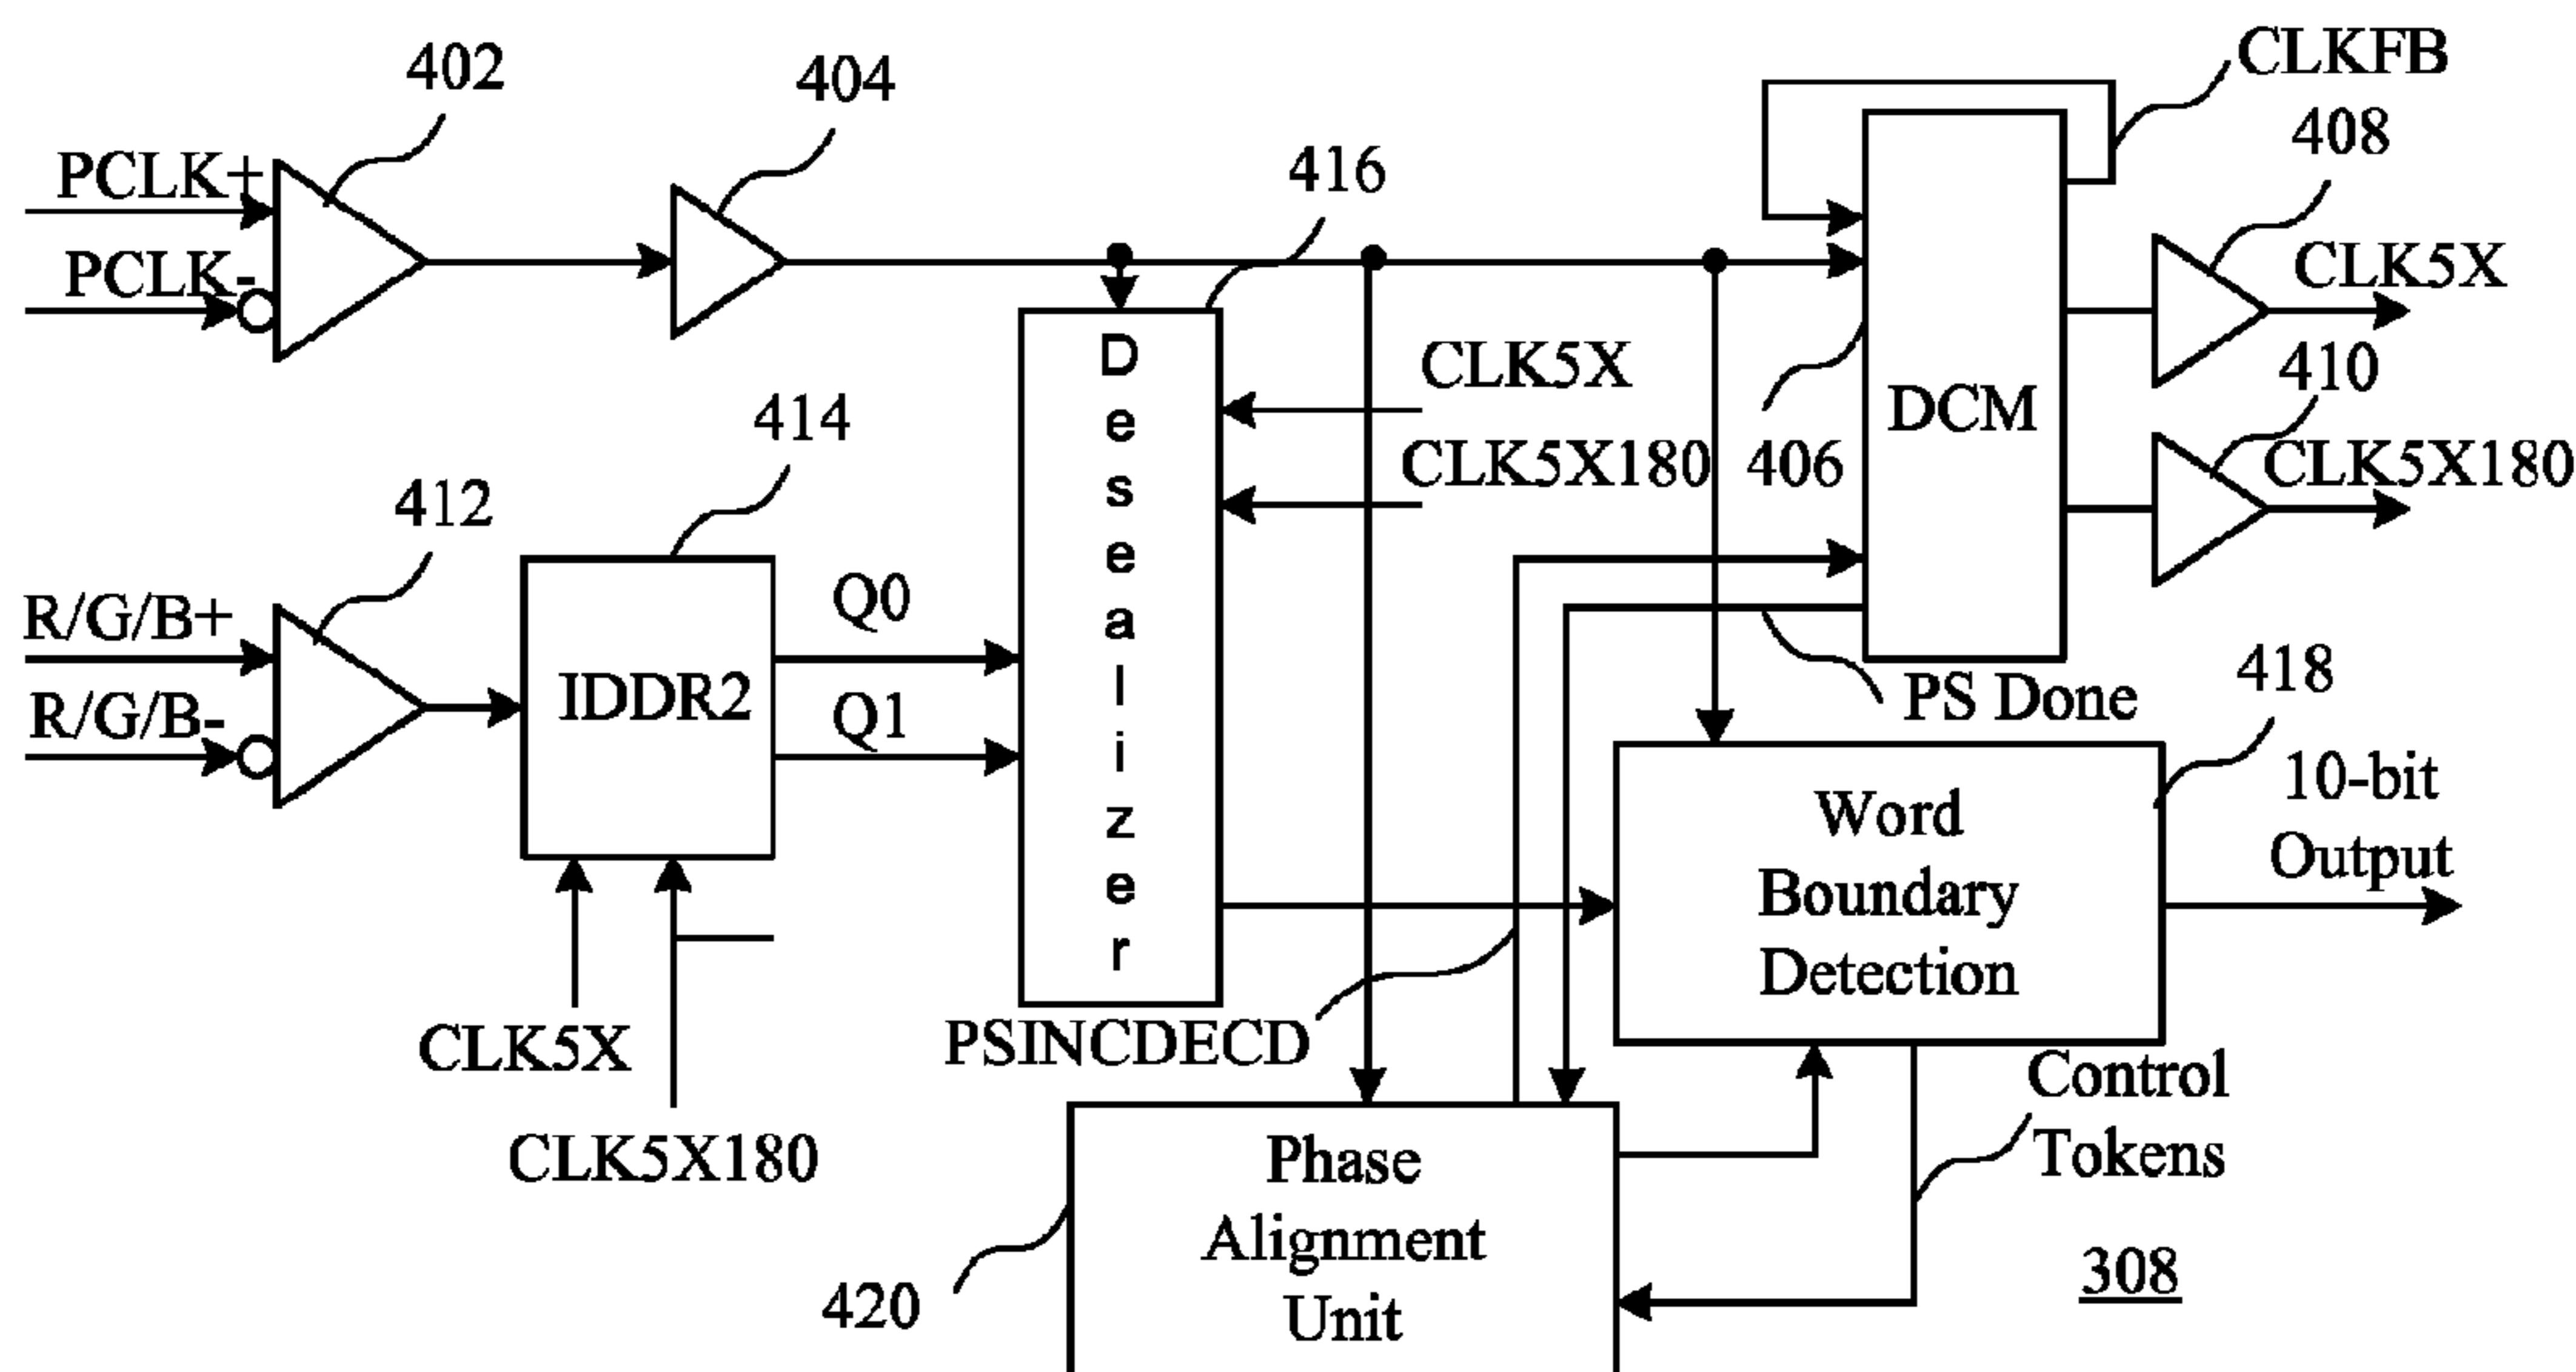 402
404
CLKFB
408
PCLK+
416
PCLK-
CLK5X
Desealizer
CLK5X
410
414
CLK5X180
406
DCM
CLK5X180
412
R/G/B+
Q0
IDDR2
R/G/B-
Q1
PS Done
418
10-bit
Output
Word
Boundary
Detection
CLK5X
PSINCDECD
Control
Tokens
CLK5X180
Phase
Alignment
Unit
420
308